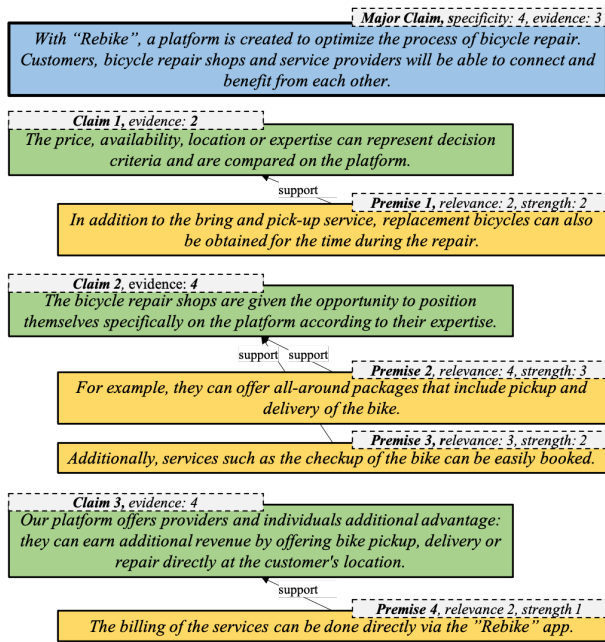 Major Claim, specificity: 4, evidence: 3
With “Rebike”, a platform is created to optimize the process of bicycle repair.
Customers, bicycle repair shops and service providers will be able to connect and
benefit from each other.
Claim 1, evidence: 2
The price, availability, location or expertise can represent decision
criteria and are compared on the platform.
support
Premise 1, relevance: 2, strength: 2
In addition to the bring and pick-up service, replacement bicycles can also
be obtained for the time during the repair.
Claim 2, evidence: 4
The bicycle repair shops are given the opportunity to position
themselves specifically on the platform according to their expertise.
support support
Premise 2, relevance: 4, strength: 3
For example, they can offer all-around packages that include pickup and
delivery of the bike.
Premise 3, relevance: 3, strength: 2
Additionally, services such as the checkup of the bike can be easily booked.
Claim 3, evidence: 4
Our platform offers providers and individuals additional advantage:
they can earn additional revenue by offering bike pickup, delivery or
repair directly at the customer's location.
support
Premise 4, relevance 2, strength 1
The billing of the services can be done directly via the ”Rebike” app.